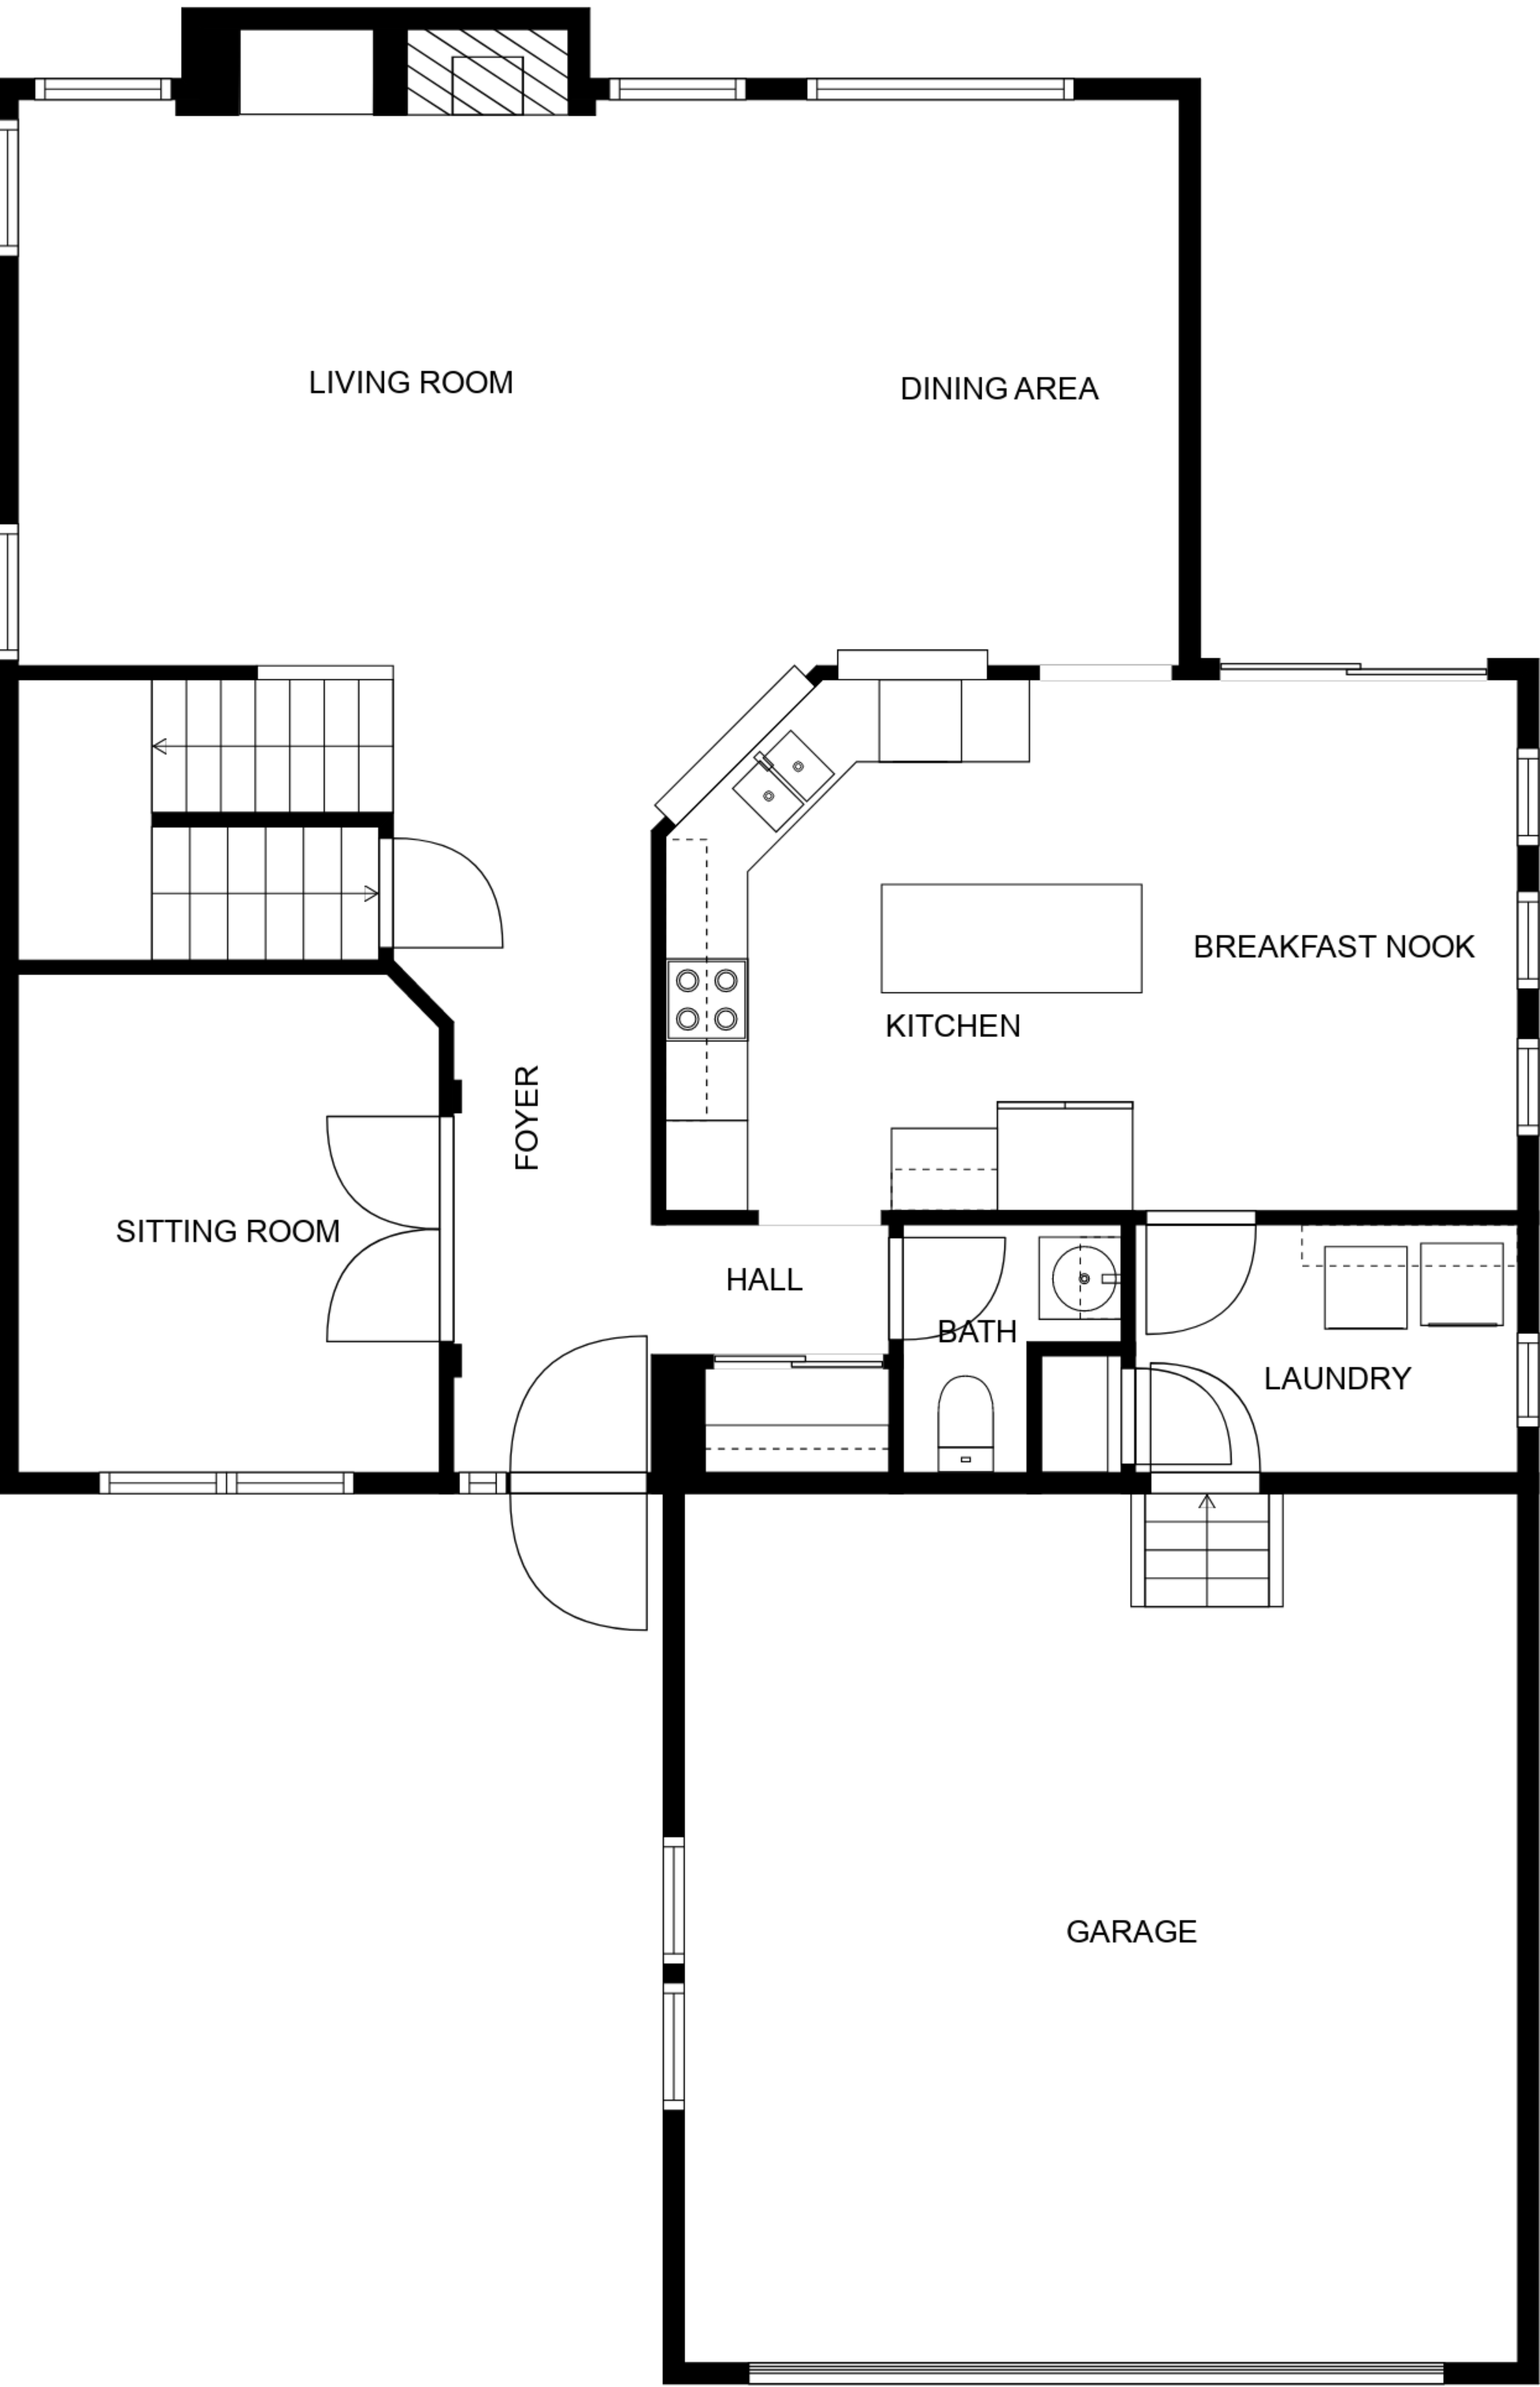 LIVING ROOM
DINING AREA
BREAKFAST NOOK
KITCHEN
FOYER
SITTING ROOM
HALL
BATH
LAUNDRY
GARAGE